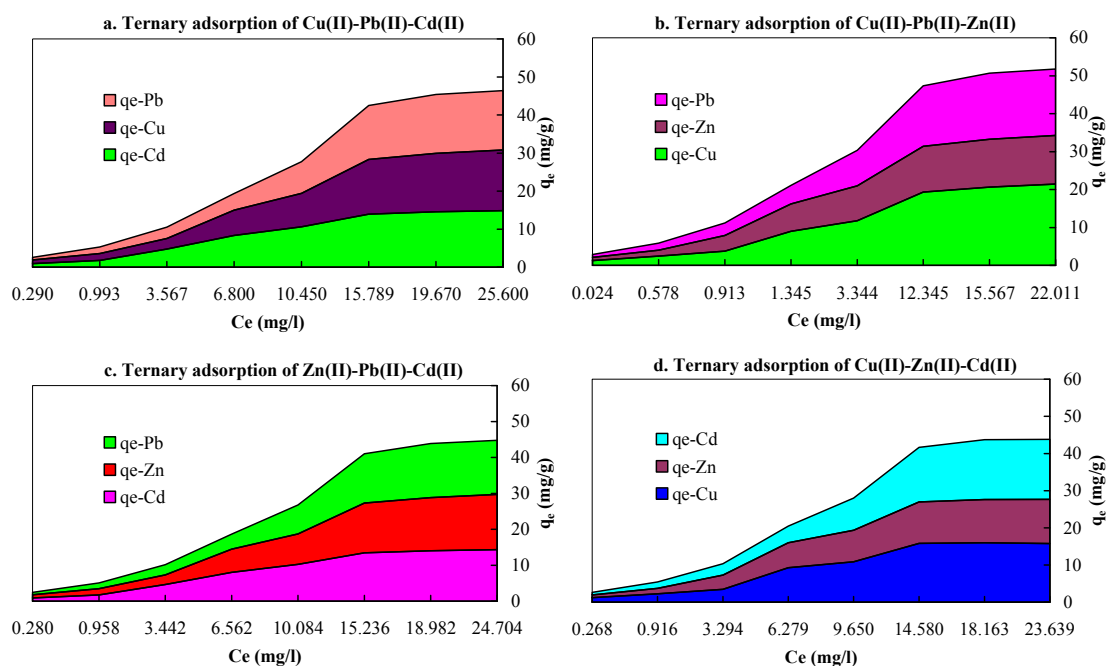 a. Ternary adsorption of Cu(II)-Pb(II)-Cd(II)
60
50
40
30
20
10
0
qe (mg/g)
qe-Pb
qe-Cu
qe-Cd
0.290 0.993 3.567 6.800 10.450 15.789 19.670 25.600
Ce (mg/l)
b. Ternary adsorption of Cu(II)-Pb(II)-Zn(II)
60
50
40
30
20
10
0
qe (mg/g)
qe-Pb
qe-Zn
qe-Cu
0.024 0.578 0.913 1.345 3.344 12.345 15.567 22.011
Ce (mg/l)
c. Ternary adsorption of Zn(II)-Pb(II)-Cd(II)
60
50
40
30
20
10
0
qe (mg/g)
qe-Pb
qe-Zn
qe-Cd
0.280 0.958 3.442 6.562 10.084 15.236 18.982 24.704
Ce (mg/l)
d. Ternary adsorption of Cu(II)-Zn(II)-Cd(II)
60
50
40
30
20
10
0
qe (mg/g)
qe-Cd
qe-Zn
qe-Cu
0.268 0.916 3.294 6.279 9.650 14.580 18.163 23.639
Ce (mg/l)